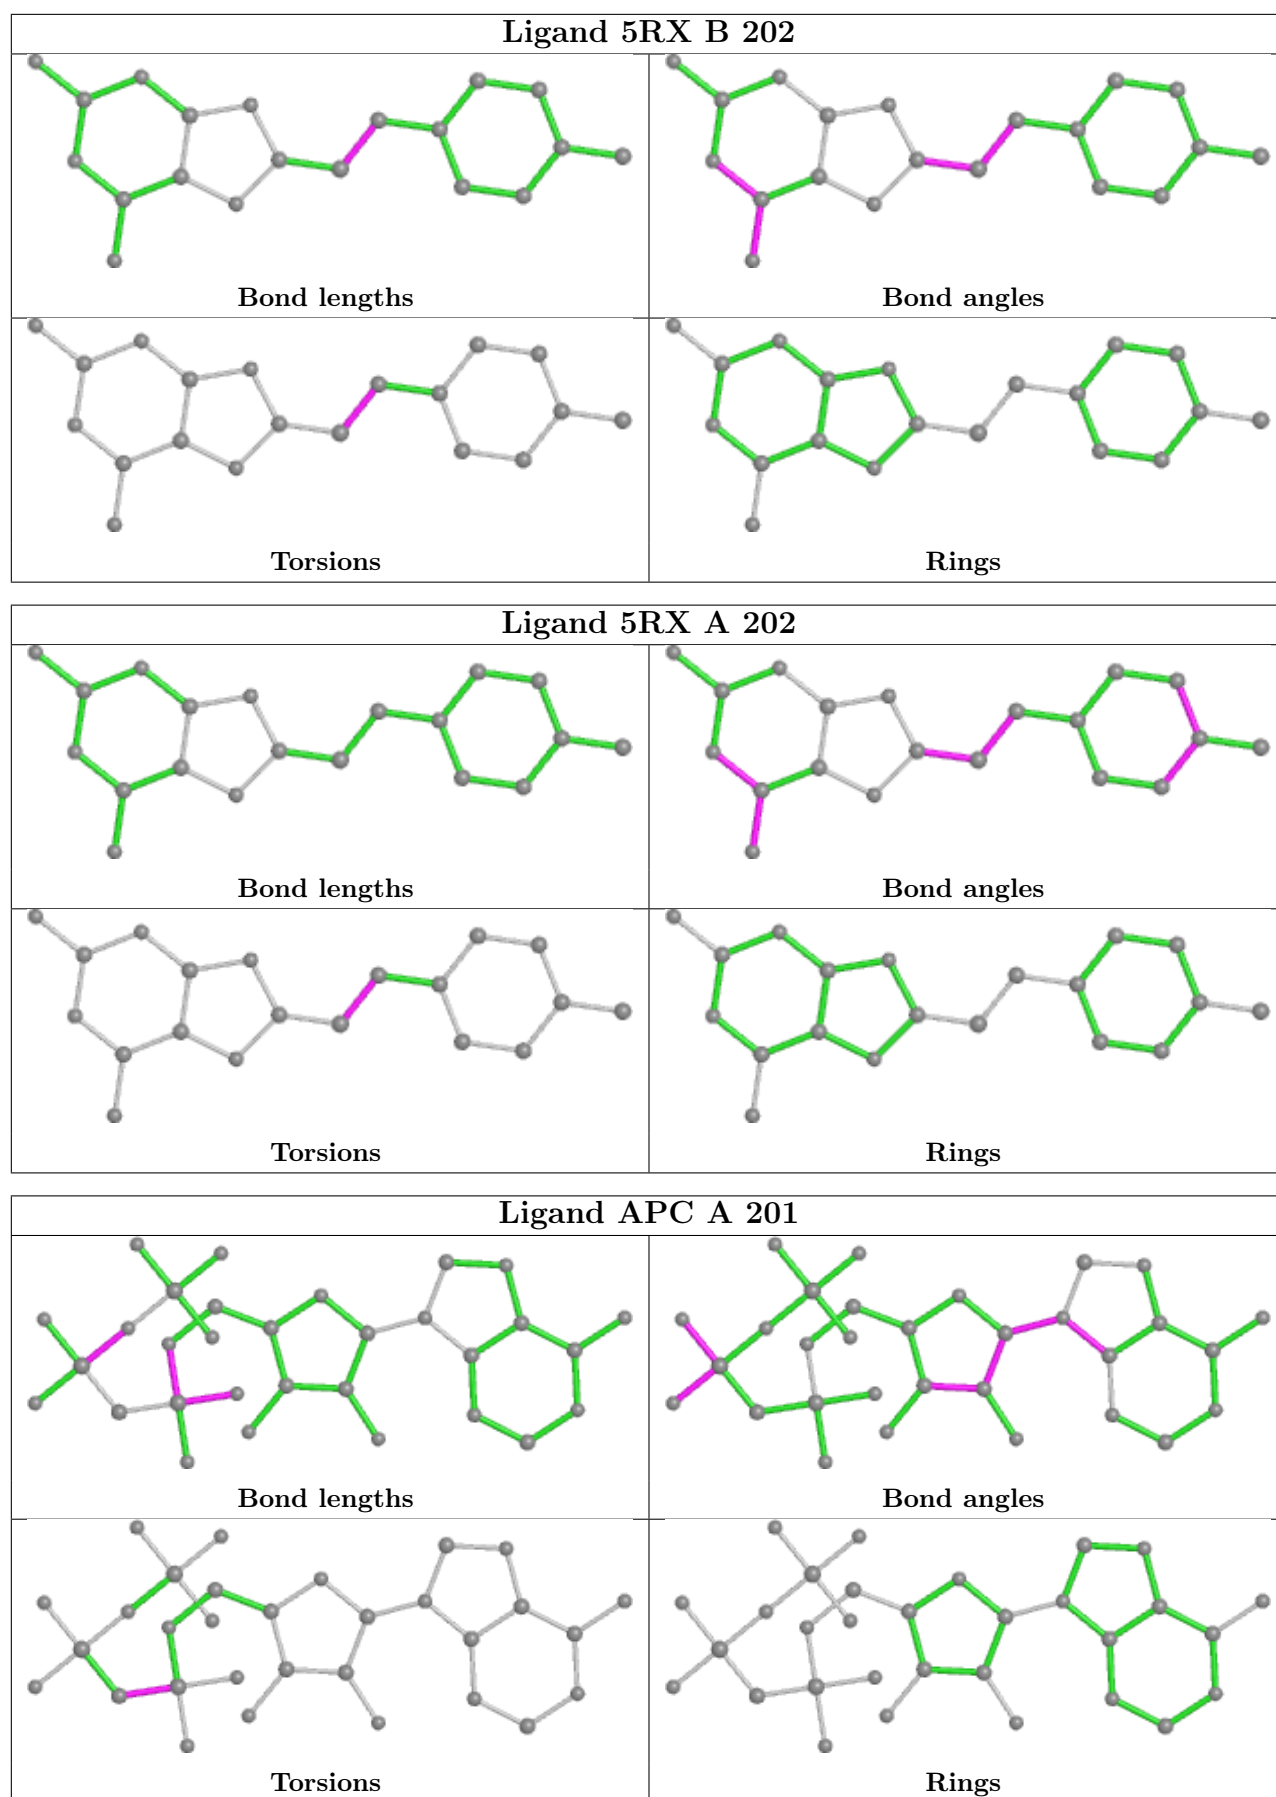 Ligand 5RX B 202
Bond lengths
Bond angles
Torsions
Rings
Ligand 5RX A 202
Bond lengths
Bond angles
Torsions
Rings
Ligand APC A 201
Bond lengths
Bond angles
Torsions
Rings